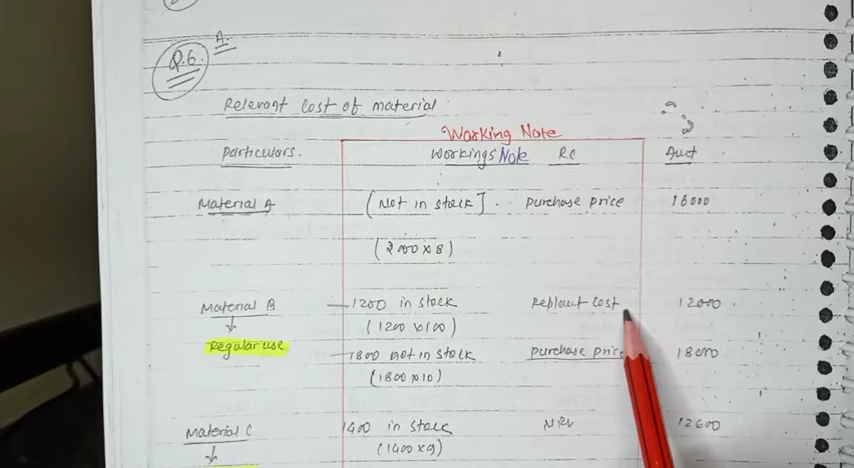 Q.6. A.
Relevant cost of material
Working Note
Particulars. Workings Note RC Amt
Material A (Not in stock]. purchase price 16000
(2000 x 8)
Material B 1200 in stock Replaut cost 12000
(1200 x 100)
Regular use 1800 not in stock purchase price 18000
(1800 x 10)
Material C 1400 in stock NRV 12600
(1400 x 9)